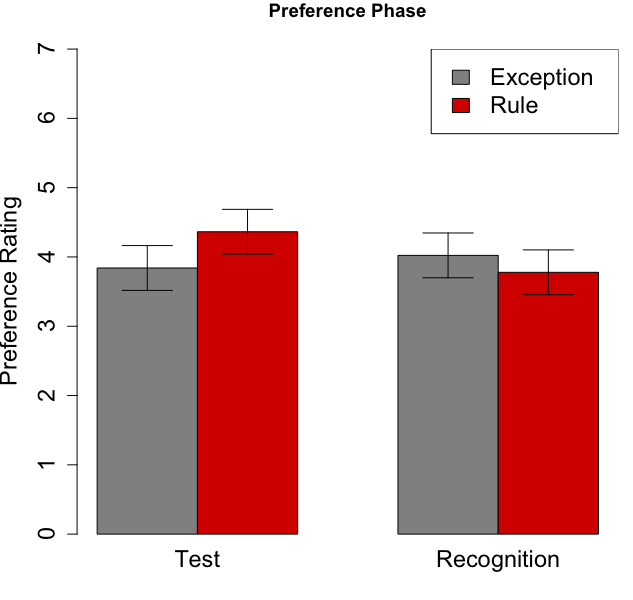 Preference Phase
Exception
Rule
Preference Rating
7
6
5
4
3
2
1
0
Test
Recognition